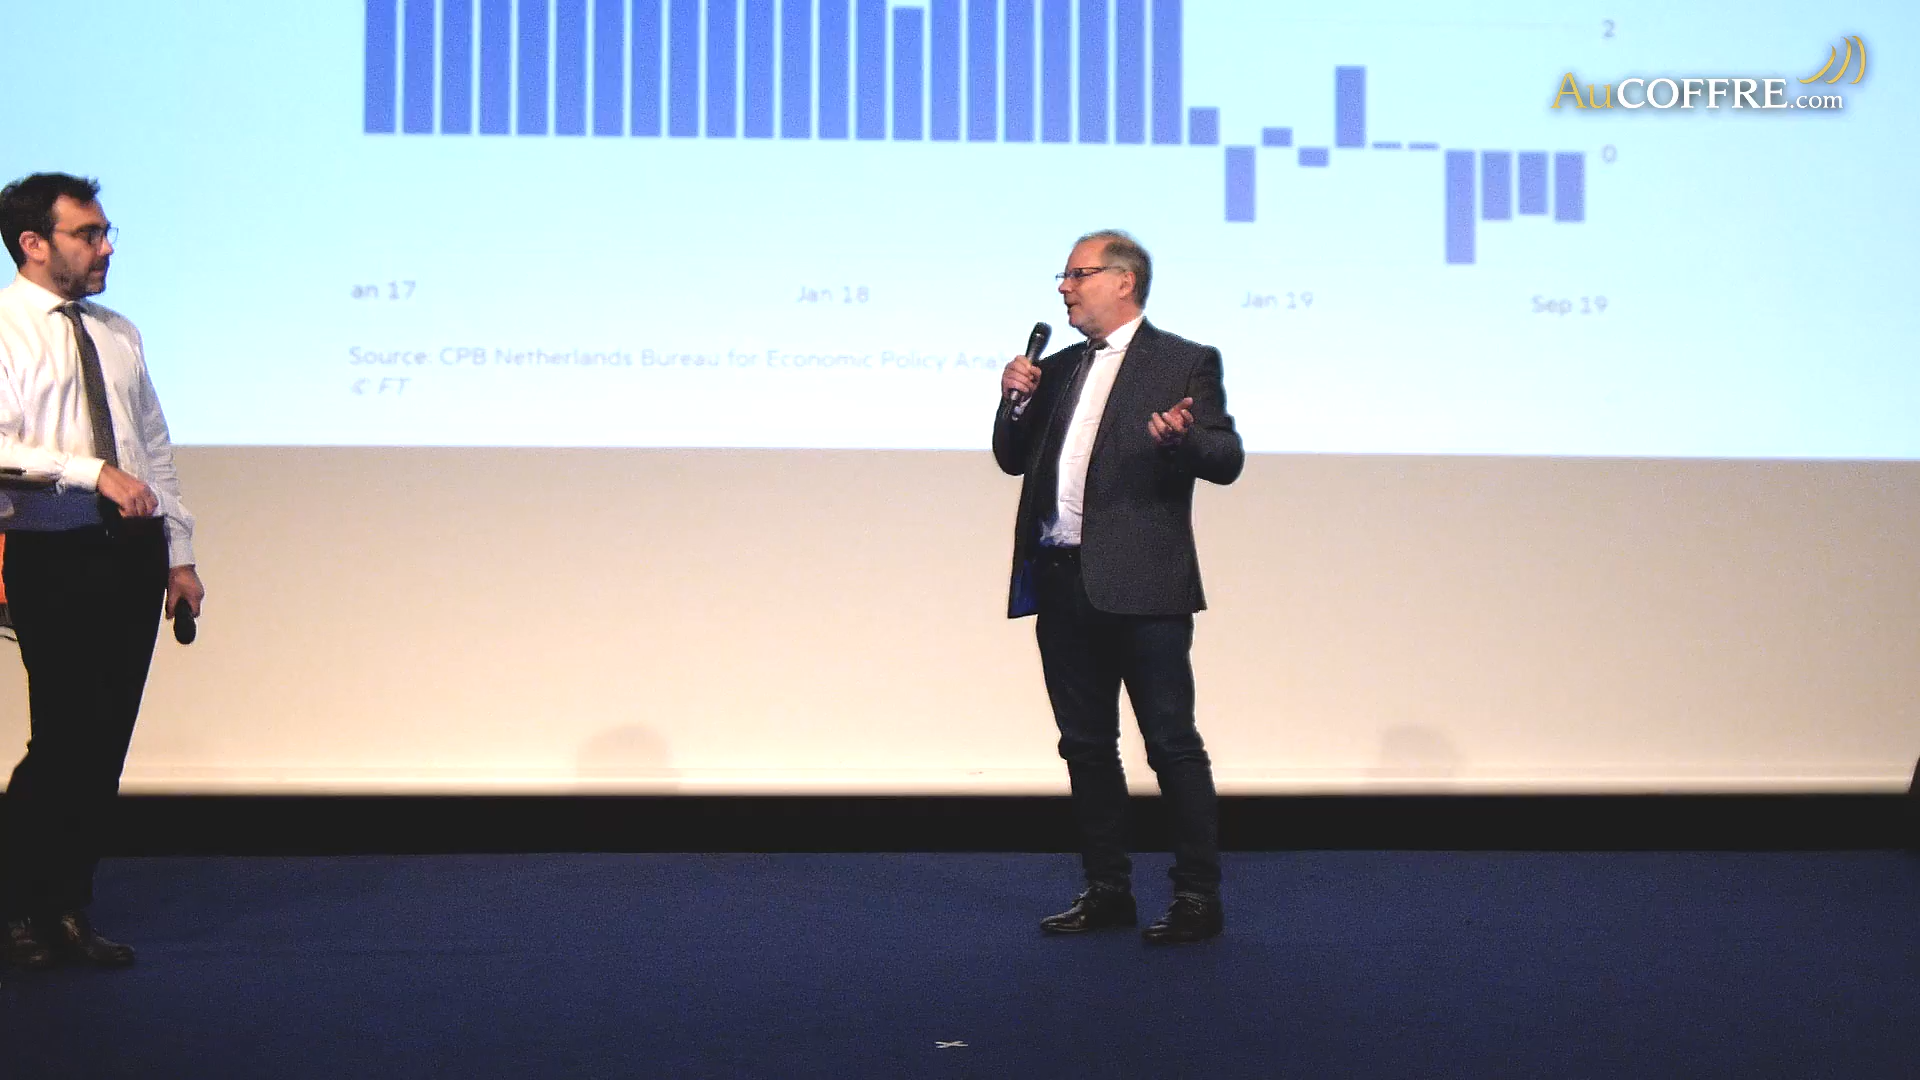 2
AuCOFFRE.com
0
an 17 Jan 18 Jan 19 Sep 19
Source: CPB Netherlands Bureau for Economic Policy Ana
© FT